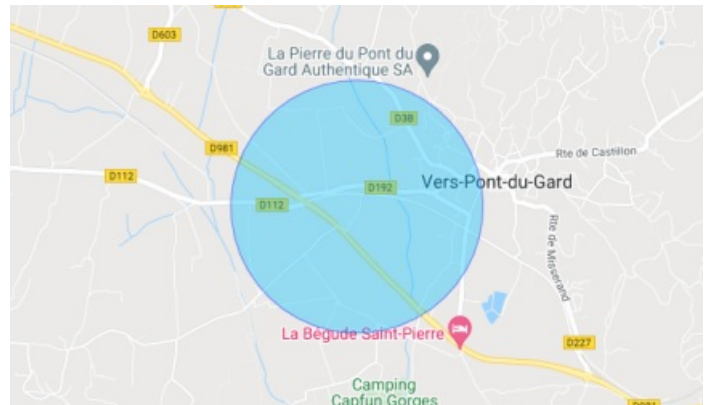 D603
La Pierre du Pont du
Gard Authentique SA
D38
D981
Rte de Castillon
D112
D192
Vers-Pont-du-Gard
D112
Rte de Misserand
La Bégude Saint-Pierre
D227
Camping
Capfun Gorges